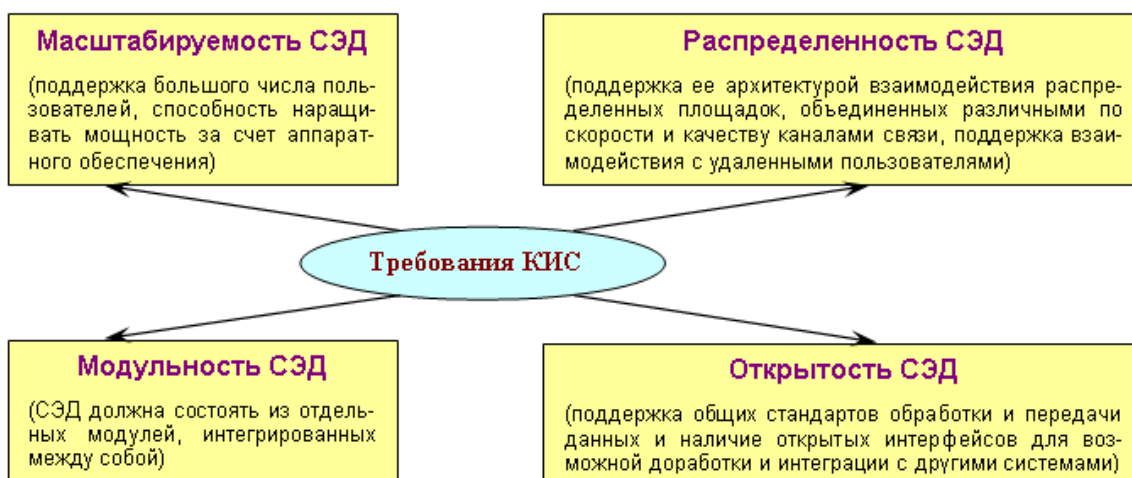 Масштабируемость СЭД
(поддержка большого числа поль-
зователей, способность наращи-
вать мощность за счет аппарат-
ного обеспечения)
Распределенность СЭД
(поддержка ее архитектурой взаимодействия распре-
деленных площадок, объединенных различными по
скорости и качеству каналами связи, поддержка взаи-
модействия с удаленными пользователями)
Требования КИС
Модульность СЭД
(СЭД должна состоять из отдель-
ных модулей, интегрированных
между собой)
Открытость СЭД
(поддержка общих стандартов обработки и передачи
данных и наличие открытых интерфейсов для воз-
можной доработки и интеграции с другими системами)